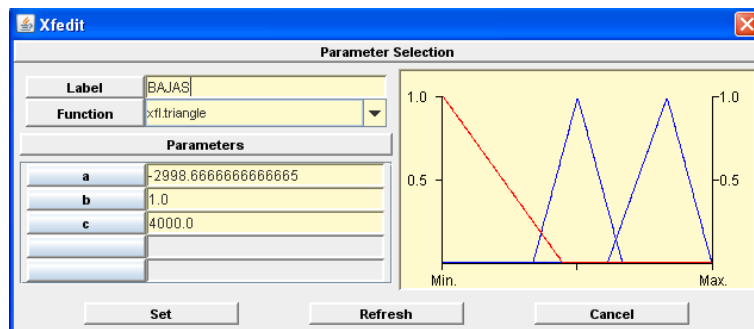 Xfedit
Parameter Selection
Label BAJAS
Function xfl.triangle
Parameters
a -2998.6666666666665
b 1.0
c 4000.0
1.0 1.0
0.5 0.5
Min. Max.
Set Refresh Cancel